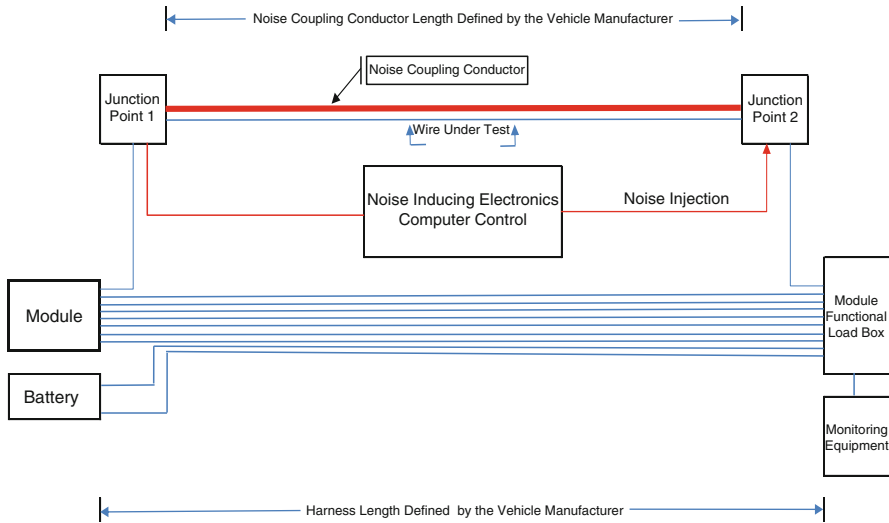 Noise Coupling Conductor Length Defined by the Vehicle Manufacturer
Noise Coupling Conductor
Junction
Point 1
Junction
Point 2
Wire Under Test
Noise Inducing Electronics
Computer Control
Noise Injection
Module
Module
Functional
Load Box
Battery
Monitoring
Equipment
Harness Length Defined by the Vehicle Manufacturer